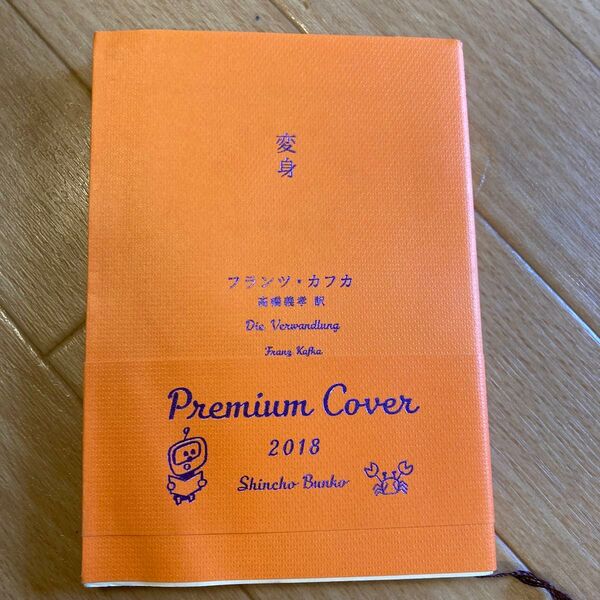 変身
フランツ・カフカ
高橋義孝 訳
Die Verwandlung
Franz Kafka
Premium Cover
2018
Shincho Bunko